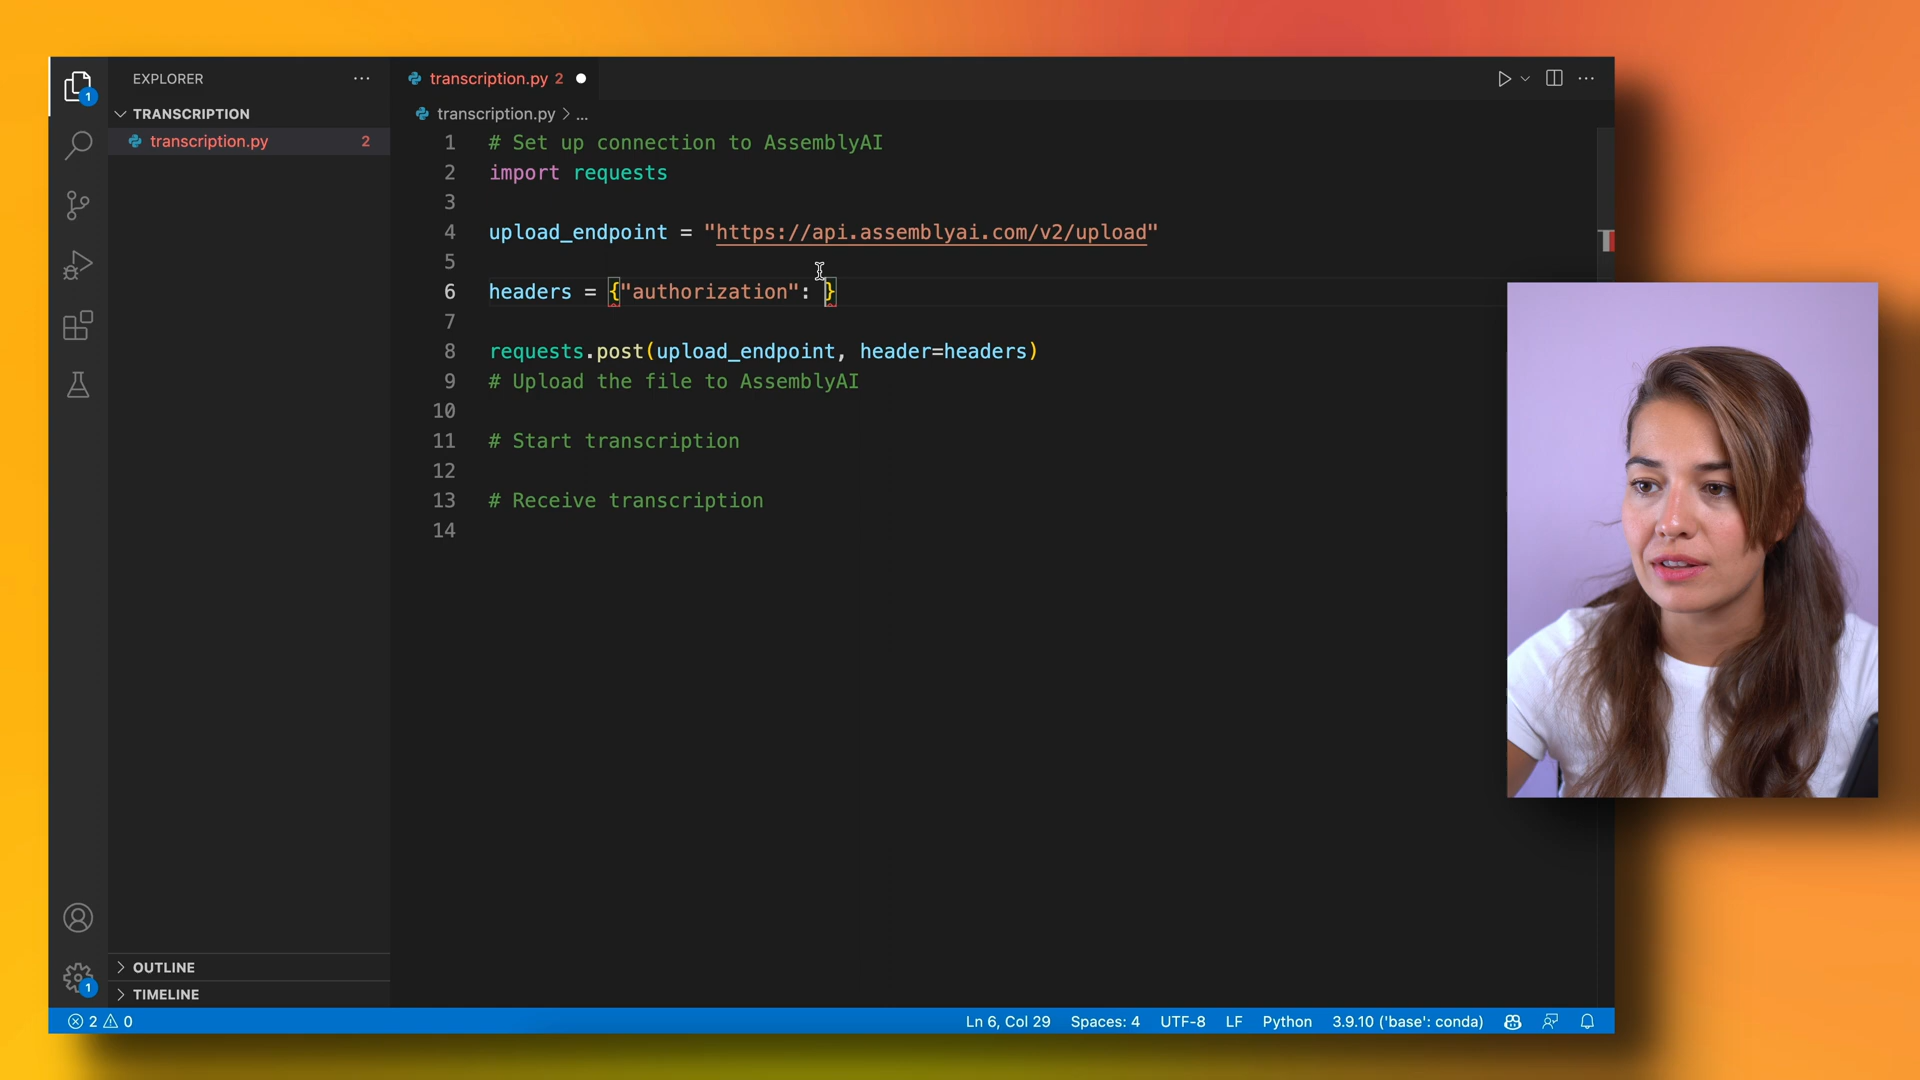 EXPLORER
transcription.py 2
TRANSCRIPTION
transcription.py > ...
transcription.py 2
1 # Set up connection to AssemblyAI
2 import requests
3
4 upload_endpoint = "https://api.assemblyai.com/v2/upload"
5
6 headers = {"authorization": }
7
8 requests.post(upload_endpoint, header=headers)
9 # Upload the file to AssemblyAI
10
11 # Start transcription
12
13 # Receive transcription
14
1
1
OUTLINE
TIMELINE
2 0 Ln 6, Col 29 Spaces: 4 UTF-8 LF Python 3.9.10 ('base': conda)